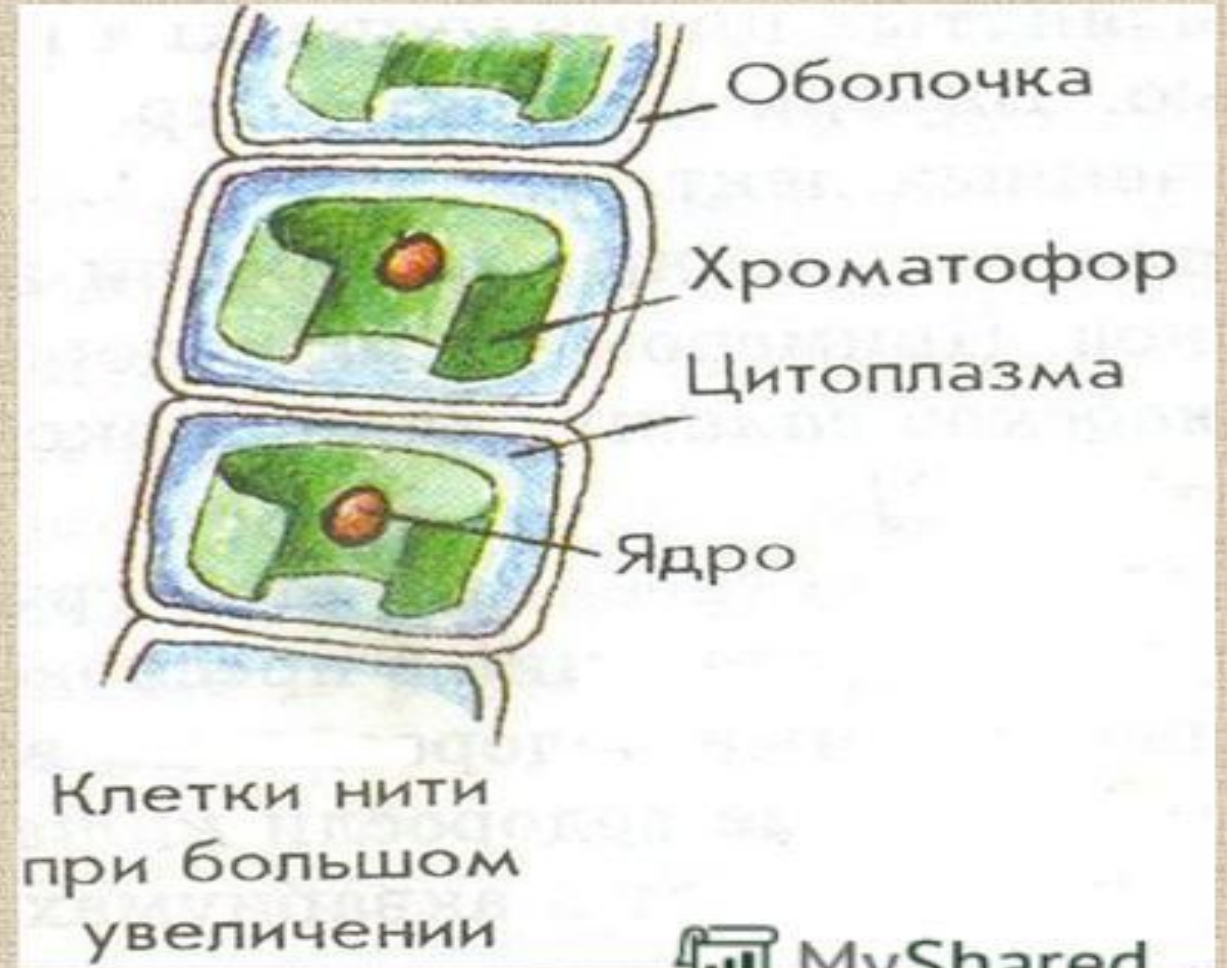 Оболочка
Хроматофор
Цитоплазма
Ядро
Клетки нити
при большом
увеличении
MyShared